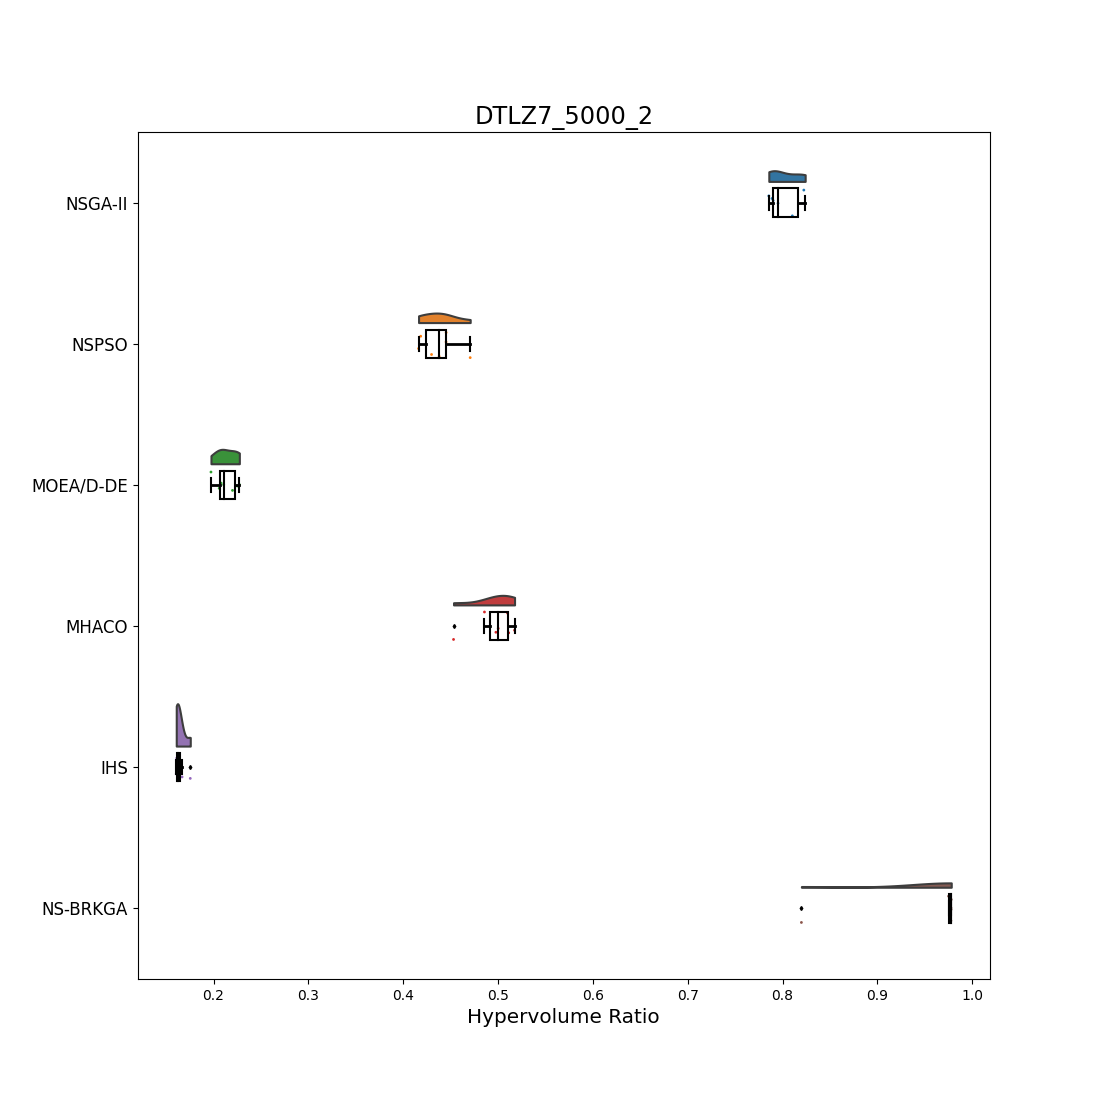 DTLZ7_5000_2
NSGA-II
NSPSO
MOEA/D-DE
MHACO
IHS
NS-BRKGA
0.2 0.3 0.4 0.5 0.6 0.7 0.8 0.9 1.0
Hypervolume Ratio